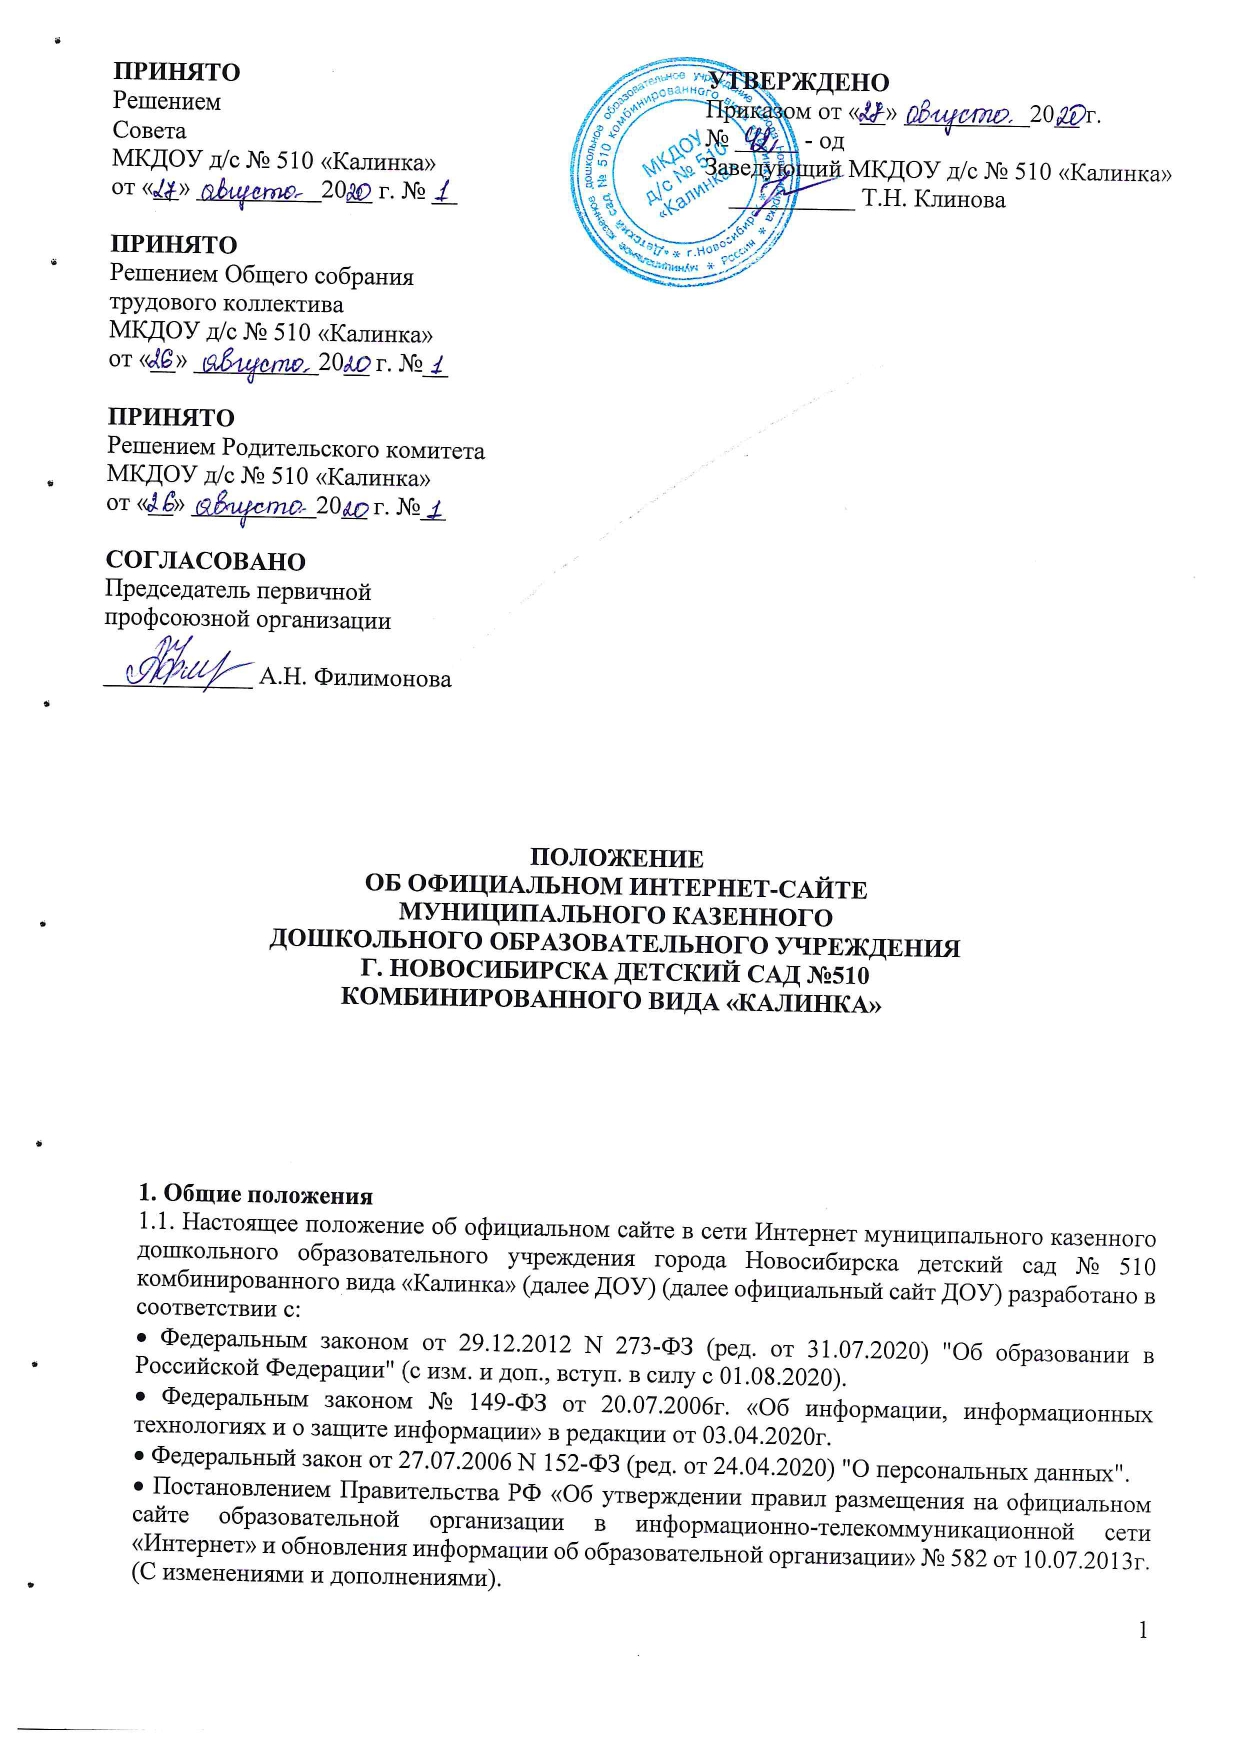 ПРИНЯТО
Решением
Совета
МКДОУ д/с № 510 «Калинка»
от «27» августа 2020 г. № 1
УТВЕРЖДЕНО
Приказом от «27» августа 2020г.
№ - од
Заведующий МКДОУ д/с № 510 «Калинка»
Т.Н. Клинова
МКДОУ
д/с № 510
«Калинка»
ПРИНЯТО
Решением Общего собрания
трудового коллектива
МКДОУ д/с № 510 «Калинка»
от «26» августа 2020 г. № 1
ПРИНЯТО
Решением Родительского комитета
МКДОУ д/с № 510 «Калинка»
от «26» августа 2020 г. № 1
СОГЛАСОВАНО
Председатель первичной
профсоюзной организации
А.Н. Филимонова
ПОЛОЖЕНИЕ
ОБ ОФИЦИАЛЬНОМ ИНТЕРНЕТ-САЙТЕ
МУНИЦИПАЛЬНОГО КАЗЕННОГО
ДОШКОЛЬНОГО ОБРАЗОВАТЕЛЬНОГО УЧРЕЖДЕНИЯ
Г. НОВОСИБИРСКА ДЕТСКИЙ САД №510
КОМБИНИРОВАННОГО ВИДА «КАЛИНКА»
1. Общие положения
1.1. Настоящее положение об официальном сайте в сети Интернет муниципального казенного
дошкольного образовательного учреждения города Новосибирска детский сад № 510
комбинированного вида «Калинка» (далее ДОУ) (далее официальный сайт ДОУ) разработано в
соответствии с:
• Федеральным законом от 29.12.2012 N 273-ФЗ (ред. от 31.07.2020) "Об образовании в
Российской Федерации" (с изм. и доп., вступ. в силу с 01.08.2020).
• Федеральным законом № 149-ФЗ от 20.07.2006г. «Об информации, информационных
технологиях и о защите информации» в редакции от 03.04.2020г.
• Федеральный закон от 27.07.2006 N 152-ФЗ (ред. от 24.04.2020) "О персональных данных".
• Постановлением Правительства РФ «Об утверждении правил размещения на официальном
сайте образовательной организации в информационно-телекоммуникационной сети
«Интернет» и обновления информации об образовательной организации» № 582 от 10.07.2013г.
(С изменениями и дополнениями).
1